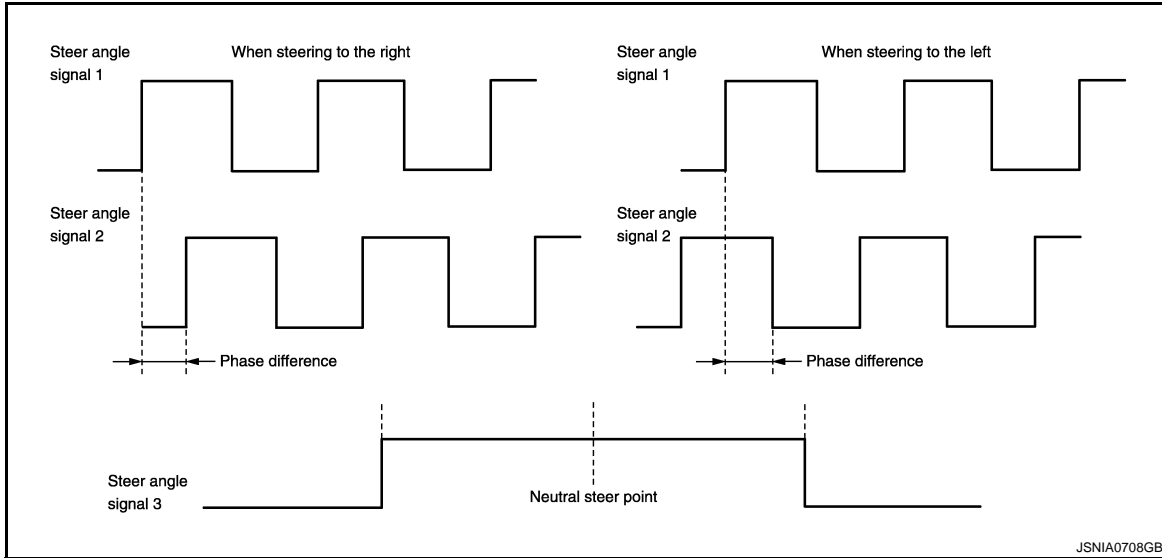 Steer angle
signal 1
When steering to the right
Steer angle
signal 1
When steering to the left
Steer angle
signal 2
Steer angle
signal 2
Phase difference
Phase difference
Steer angle
signal 3
Neutral steer point
JSNIA0708GB